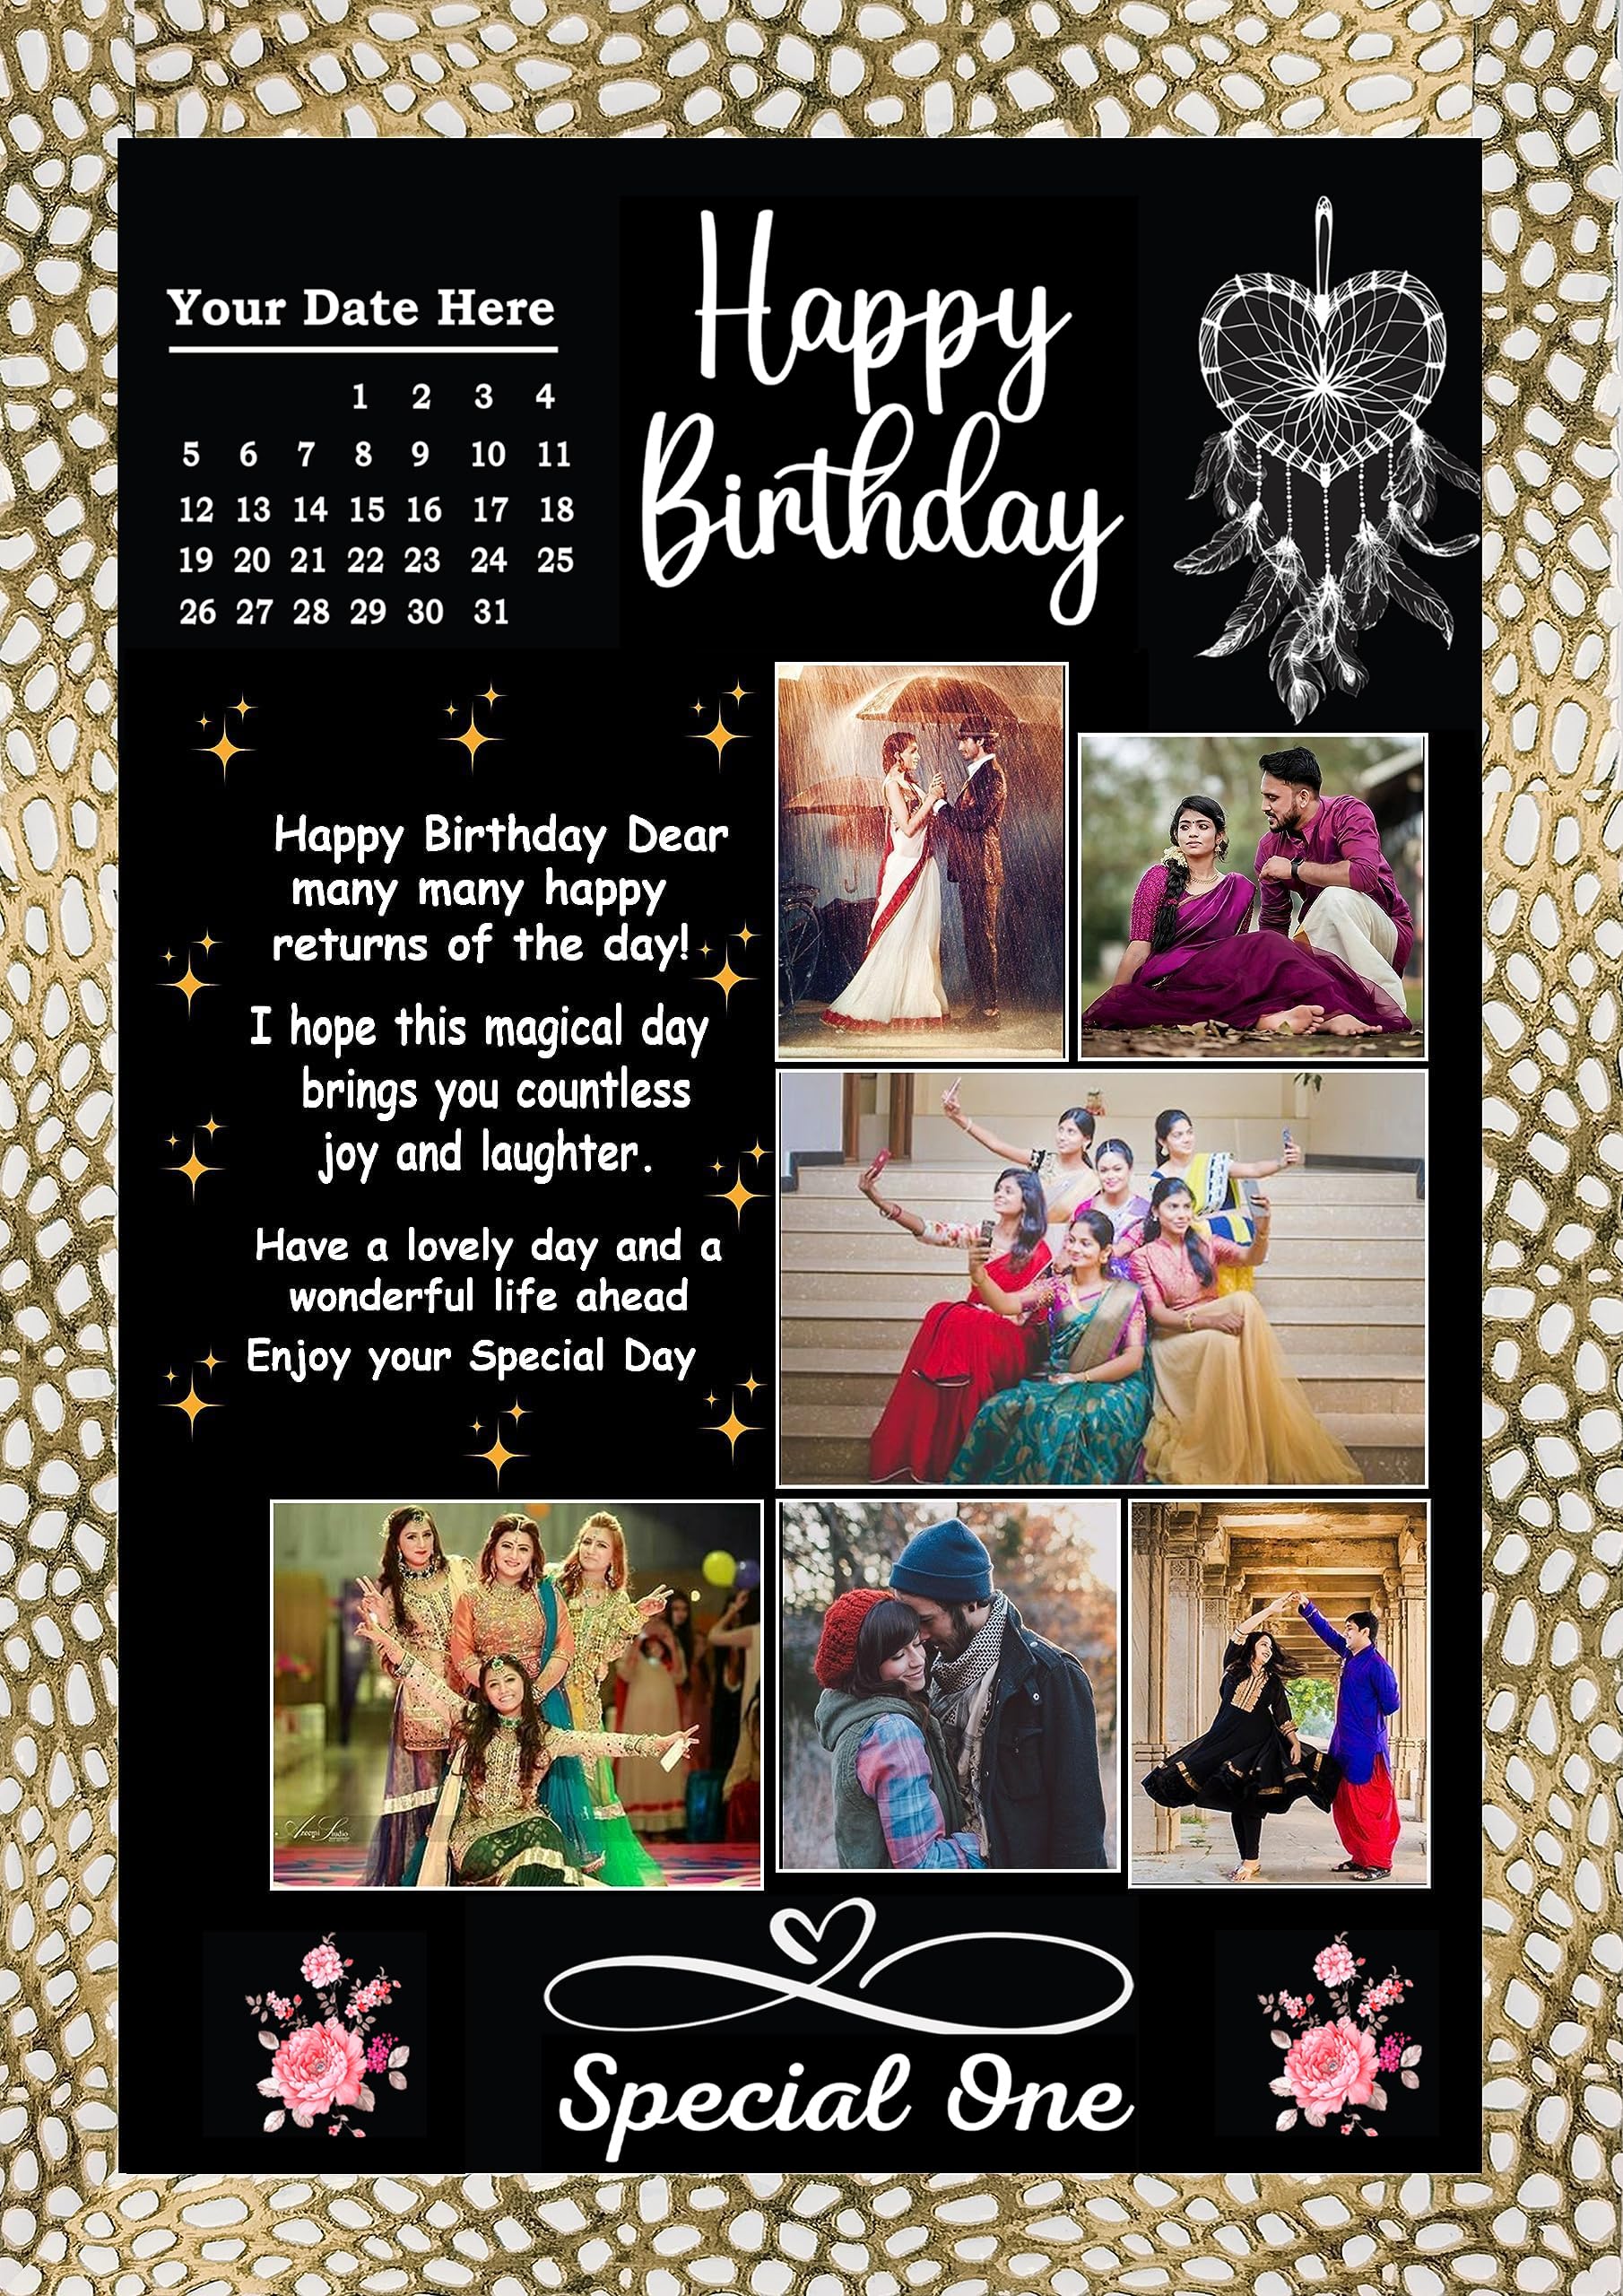 Your Date Here
1 2 3 4
5 6 7 8 9 10 11
12 13 14 15 16 17 18
19 20 21 22 23 24 25
26 27 28 29 30 31
Happy
Birthday
Happy Birthday Dear
many many happy
returns of the day!
I hope this magical day
brings you countless
joy and laughter.
Have a lovely day and a
wonderful life ahead
Enjoy your Special Day
Azeemi Studio
Special One